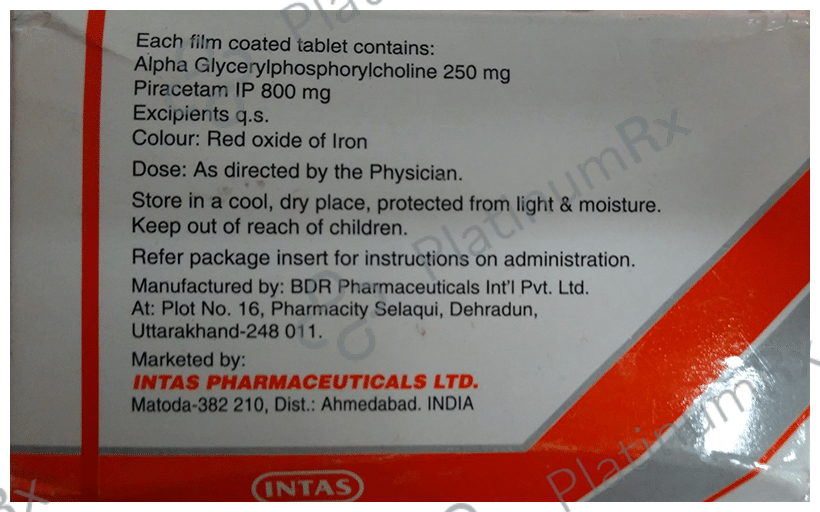 Each film coated tablet contains:
Alpha Glycerylphosphorylcholine 250 mg
Piracetam IP 800 mg
Excipients q.s.
Colour: Red oxide of Iron
Dose: As directed by the Physician.
Store in a cool, dry place, protected from light & moisture.
Keep out of reach of children.
Refer package insert for instructions on administration.
Manufactured by: BDR Pharmaceuticals Int'l Pvt. Ltd.
At: Plot No. 16, Pharmacity Selaqui, Dehradun,
Uttarakhand-248 011.
Marketed by:
INTAS PHARMACEUTICALS LTD.
Matoda-382 210, Dist.: Ahmedabad. INDIA
INTAS
PlatinumRx
PlatinumRx